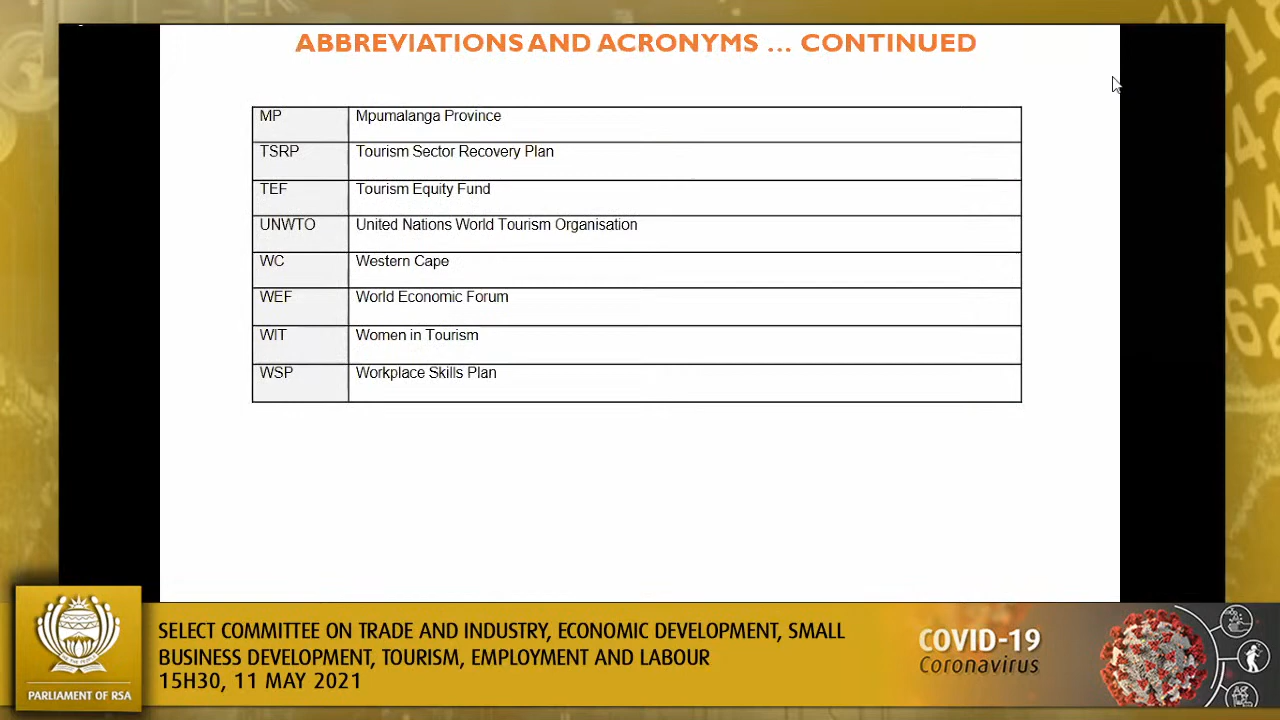 ABBREVIATIONS AND ACRONYMS ... CONTINUED
MP Mpumalanga Province
TSRP Tourism Sector Recovery Plan
TEF Tourism Equity Fund
UNWTO United Nations World Tourism Organisation
WC Western Cape
WEF World Economic Forum
WIT Women in Tourism
WSP Workplace Skills Plan
SELECT COMMITTEE ON TRADE AND INDUSTRY, ECONOMIC DEVELOPMENT, SMALL
BUSINESS DEVELOPMENT, TOURISM, EMPLOYMENT AND LABOUR
15H30, 11 MAY 2021
PARLIAMENT OF RSA
COVID-19
Coronavirus